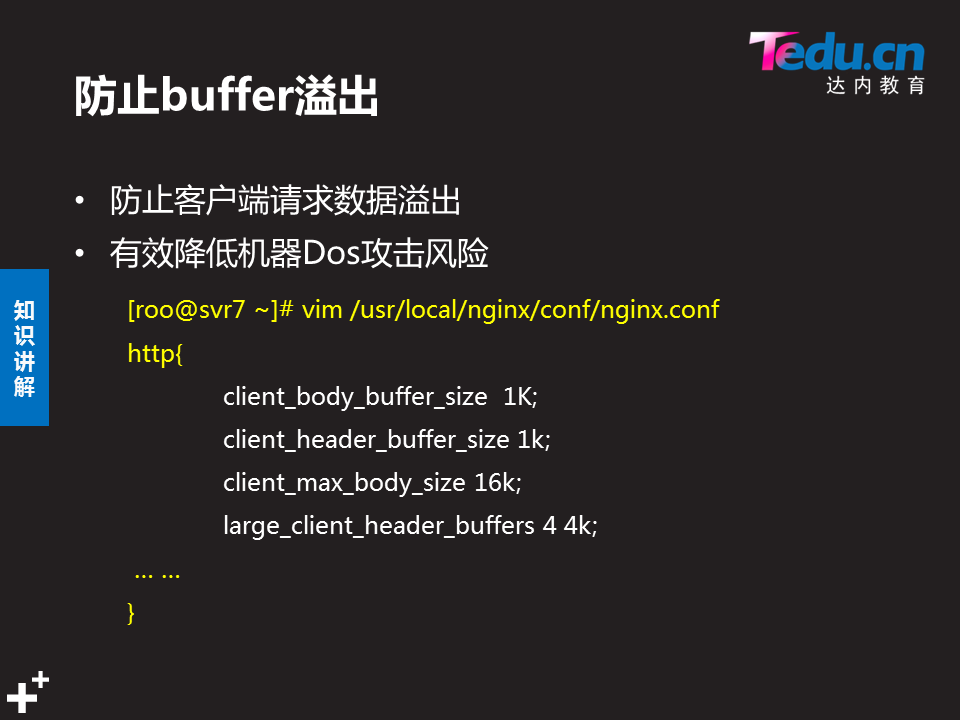 Tedu.cn
达内教育
防止buffer溢出
• 防止客户端请求数据溢出
• 有效降低机器Dos攻击风险
知识讲解
[roo@svr7 ~]# vim /usr/local/nginx/conf/nginx.conf
http{
client_body_buffer_size  1K;
client_header_buffer_size 1k;
client_max_body_size 16k;
large_client_header_buffers 4 4k;
… …
}